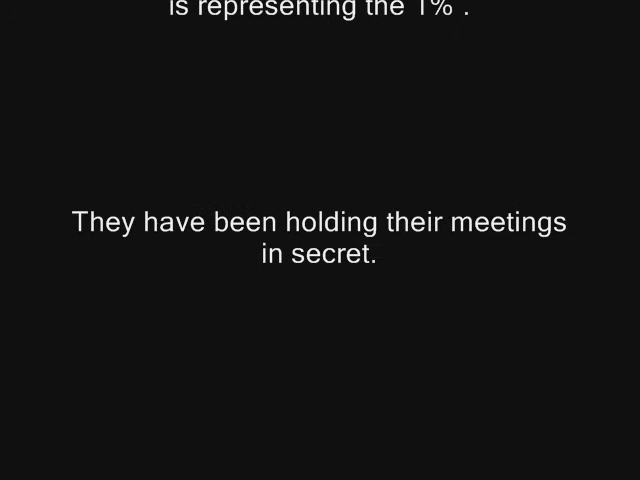 is representing the 1% .
They have been holding their meetings
in secret.